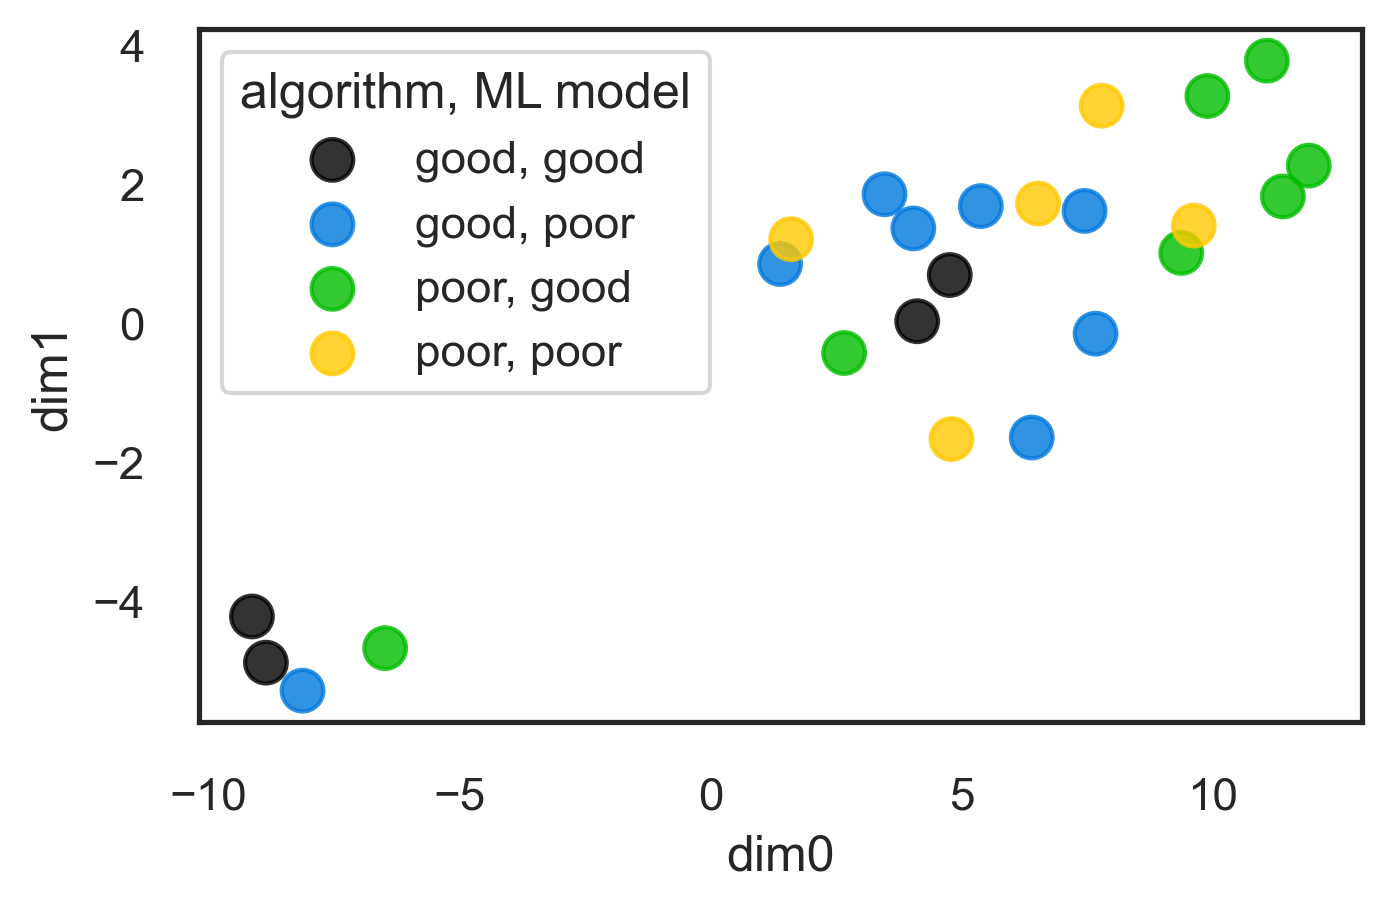 4
2
0
−2
−4
dim1
algorithm, ML model
good, good
good, poor
poor, good
poor, poor
−10 −5 0 5 10
dim0